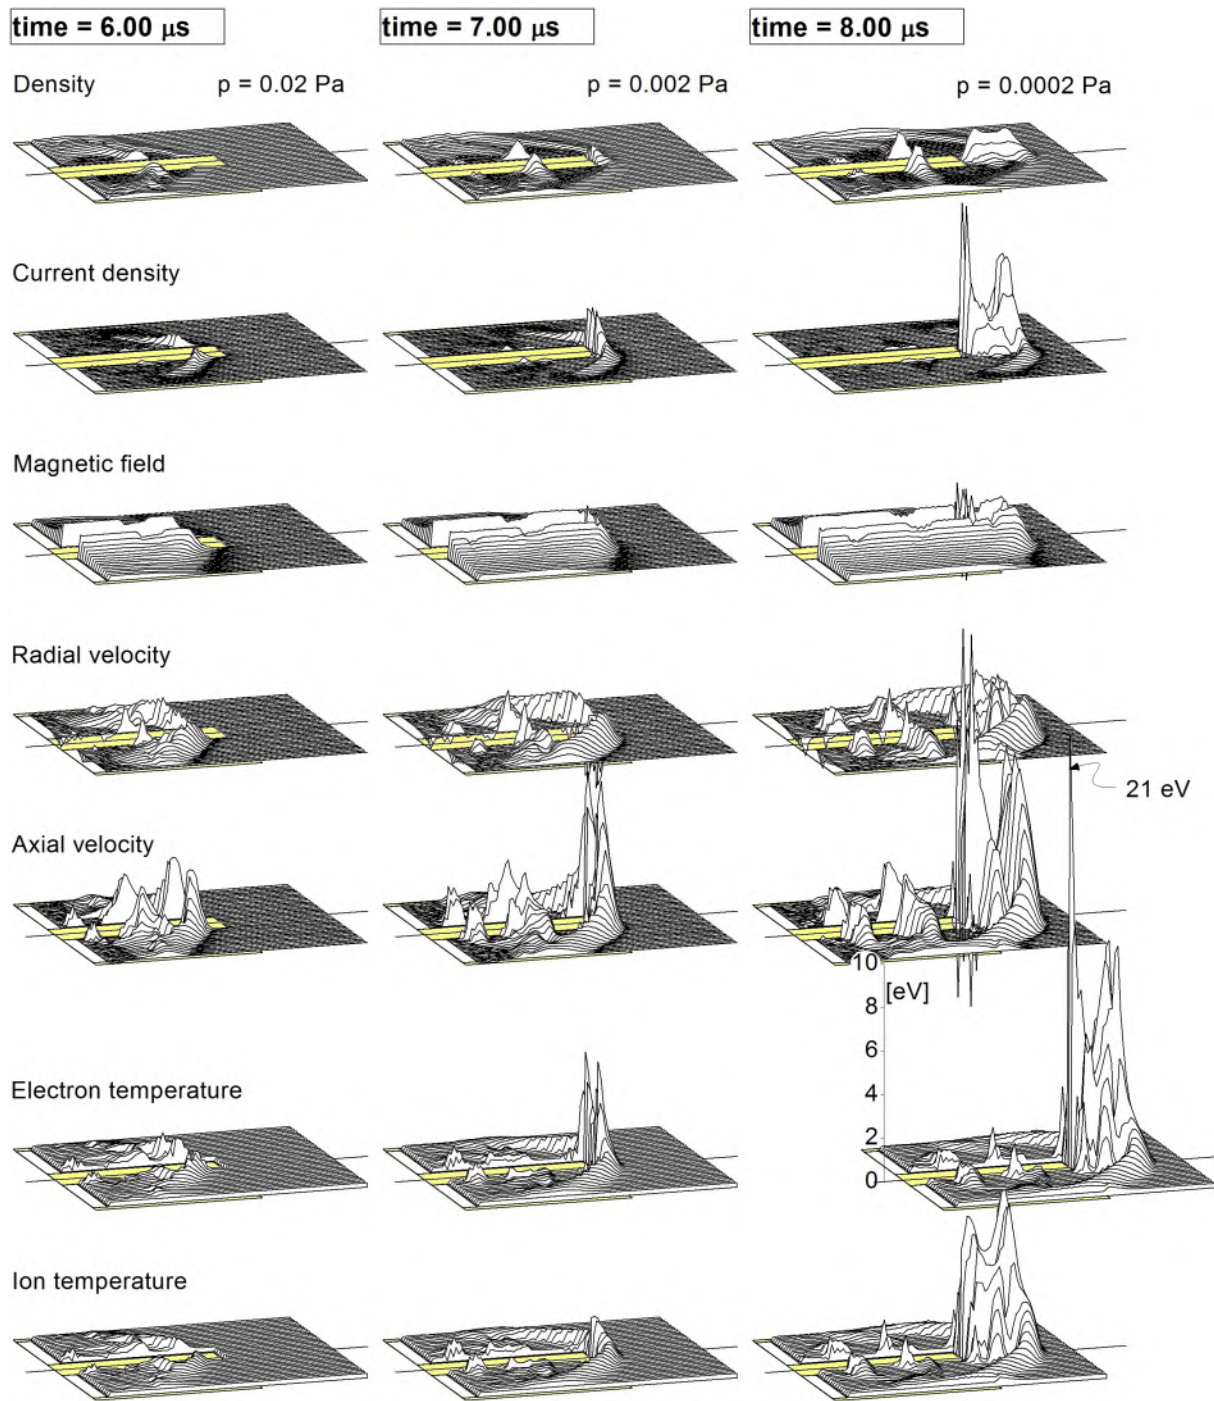 time = 6.00 µs time = 7.00 µs time = 8.00 µs
Density p = 0.02 Pa p = 0.002 Pa p = 0.0002 Pa
Current density
Magnetic field
Radial velocity
21 eV
Axial velocity
10
[eV]
8
6
Electron temperature
4
2
0
Ion temperature